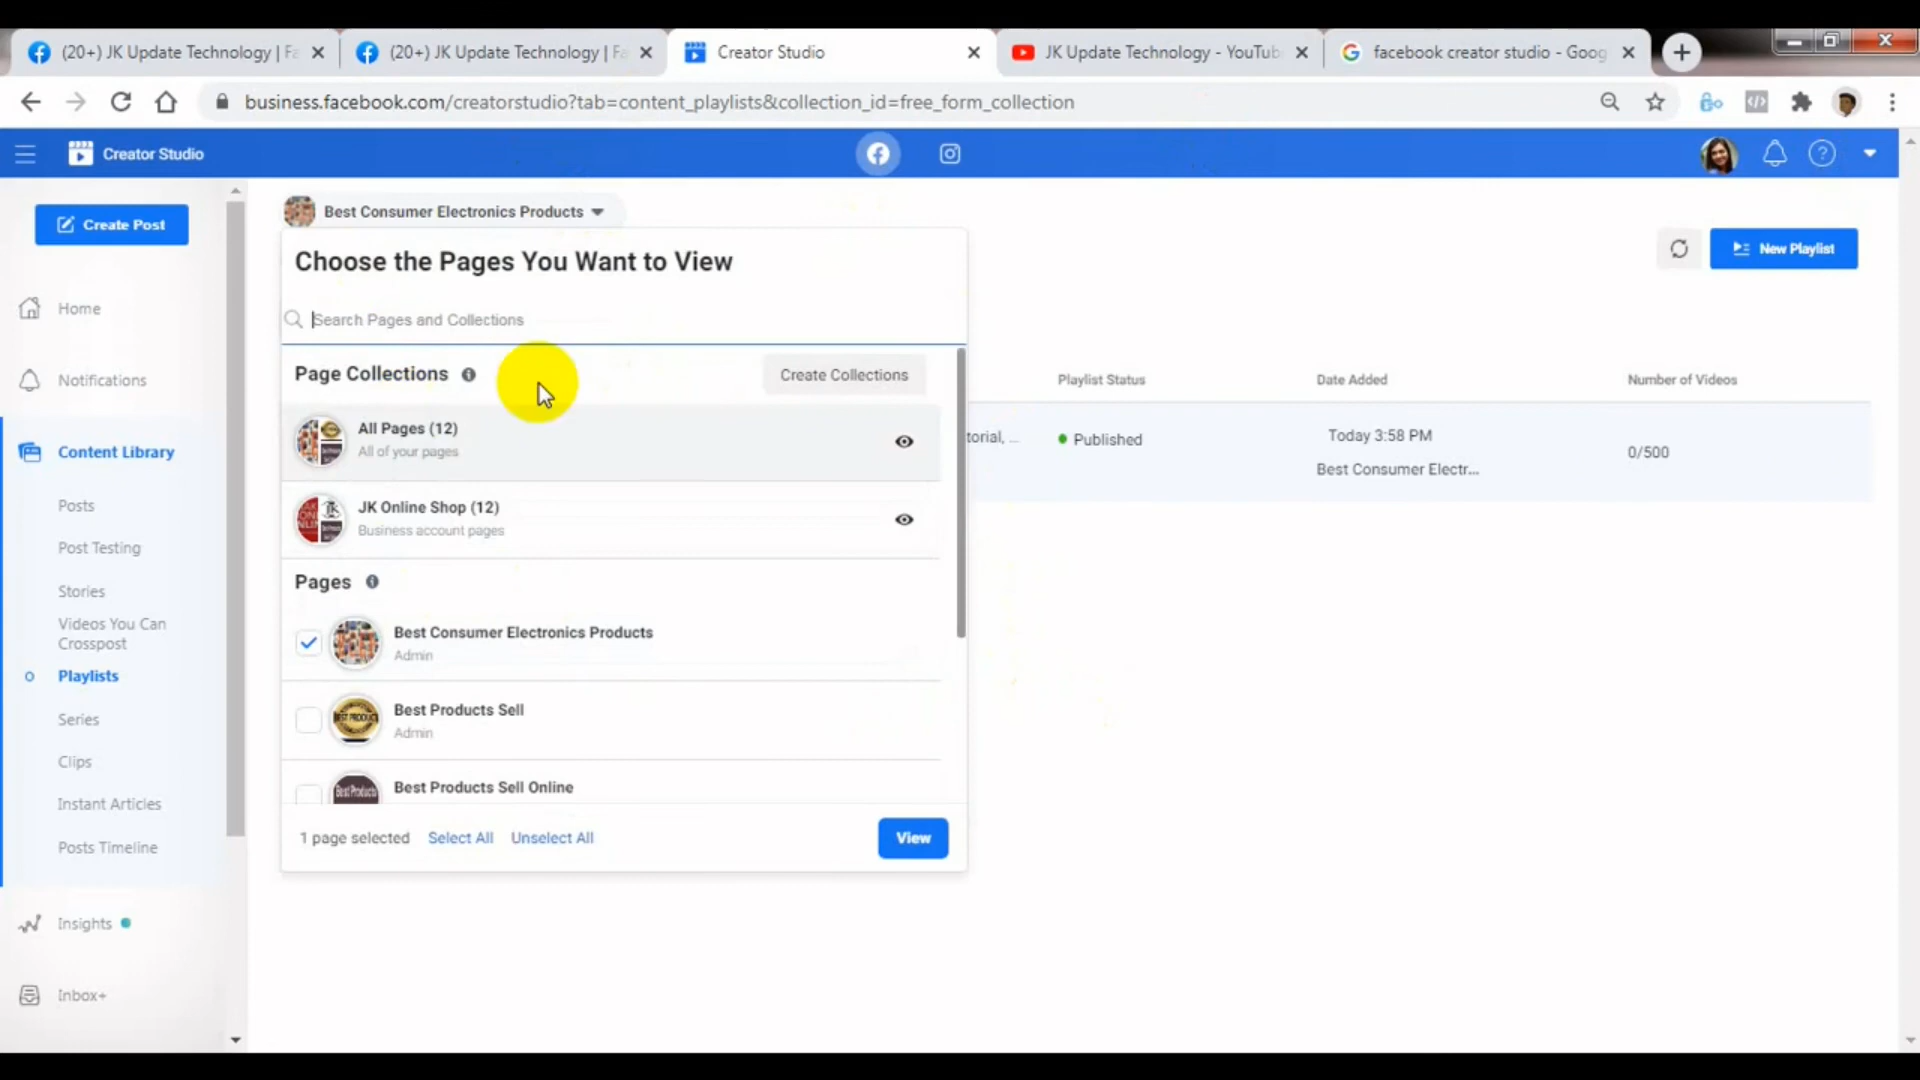 (20+) JK Update Technology | Fa
(20+) JK Update Technology | Fa
Creator Studio
JK Update Technology - YouTub
facebook creator studio - Goog
business.facebook.com/creatorstudio?tab=content_playlists&collection_id=free_form_collection
Creator Studio
Create Post
Home
Notifications
Content Library
Posts
Post Testing
Stories
Videos You Can
Crosspost
Playlists
Series
Clips
Instant Articles
Posts Timeline
Insights
Inbox+
Best Consumer Electronics Products
Choose the Pages You Want to View
Search Pages and Collections
Page Collections
Create Collections
All Pages (12)
All of your pages
JK Online Shop (12)
Business account pages
Pages
Best Consumer Electronics Products
Admin
Best Products Sell
Admin
Best Products Sell Online
1 page selected
Select All
Unselect All
View
New Playlist
Playlist Status
Date Added
Number of Videos
torial, ...
Published
Today 3:58 PM
Best Consumer Electr...
0/500